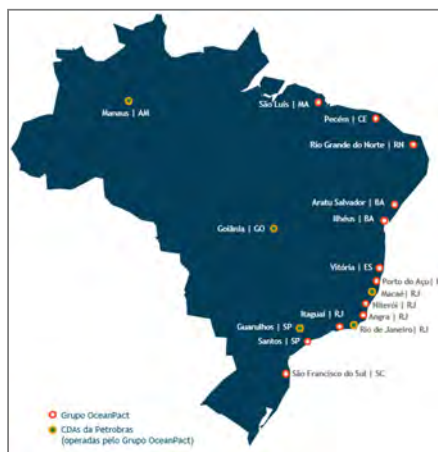 São Luís | MA
Manaus | AM
Pecém | CE
Rio Grande do Norte | RN
Aratu Salvador | BA
Ilhéus | BA
Goiânia | GO
Vitória | ES
Porto do Açu |
Macaé | RJ
Niterói | RJ
Itaguaí | RJ
Angra | RJ
Guarulhos | SP
Rio de Janeiro | RJ
Santos | SP
São Francisco do Sul | SC
Grupo OceanPact
CDAs da Petrobras
(operadas pelo Grupo OceanPact)